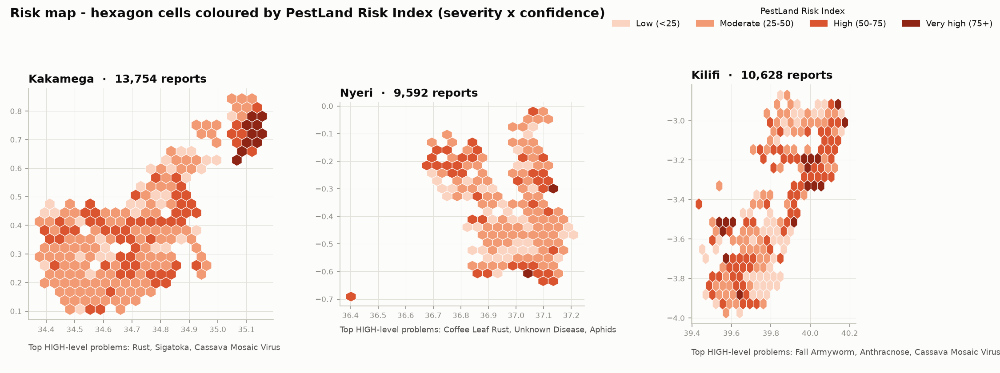 Risk map - hexagon cells coloured by PestLand Risk Index (severity x confidence)
PestLand Risk Index
Low (<25)
Moderate (25-50)
High (50-75)
Very high (75+)
Kakamega · 13,754 reports
0.8
0.7
0.6
0.5
0.4
0.3
0.2
0.1
34.4 34.5 34.6 34.7 34.8 34.9 35.0 35.1
Top HIGH-level problems: Rust, Sigatoka, Cassava Mosaic Virus
Nyeri · 9,592 reports
0.0
−0.1
−0.2
−0.3
−0.4
−0.5
−0.6
−0.7
36.4 36.5 36.6 36.7 36.8 36.9 37.0 37.1 37.2
Top HIGH-level problems: Coffee Leaf Rust, Unknown Disease, Aphids
Kilifi · 10,628 reports
−3.0
−3.2
−3.4
−3.6
−3.8
−4.0
39.4 39.6 39.8 40.0 40.2
Top HIGH-level problems: Fall Armyworm, Anthracnose, Cassava Mosaic Virus